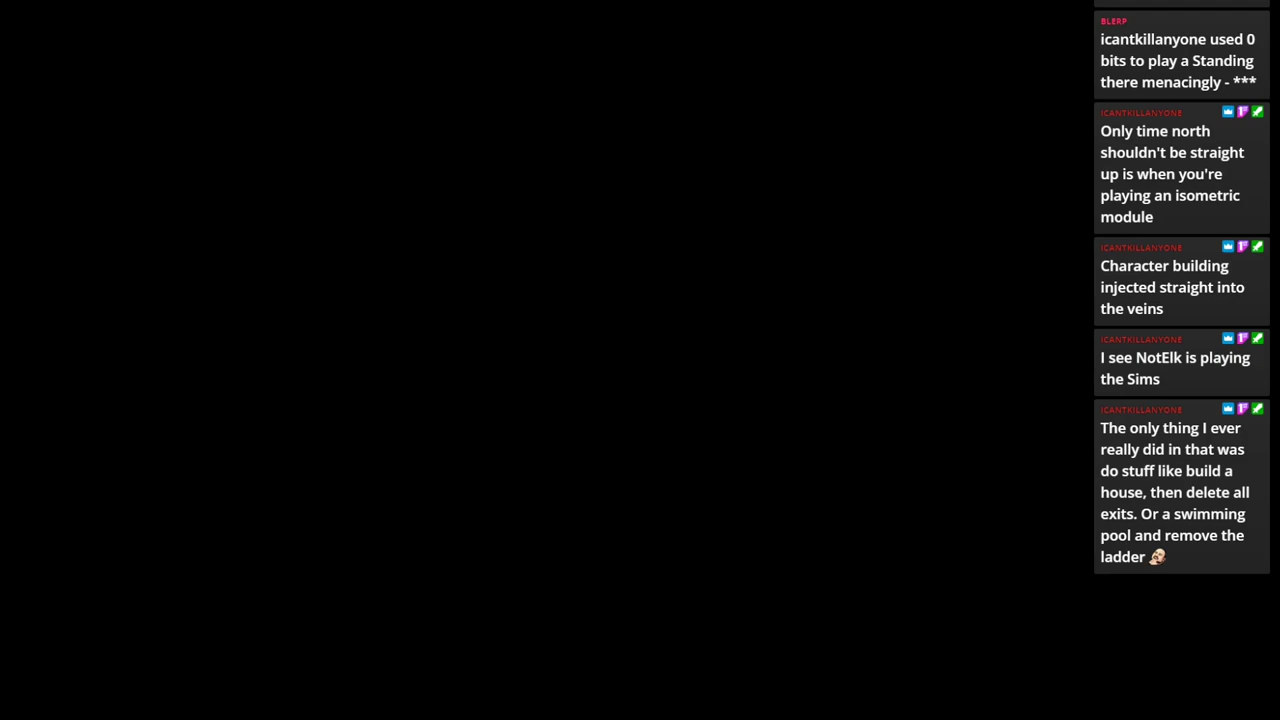 BLERP
icantkillanyone used 0
bits to play a Standing
there menacingly - ***
ICANTKILLANYONE
Only time north
shouldn't be straight
up is when you're
playing an isometric
module
ICANTKILLANYONE
Character building
injected straight into
the veins
ICANTKILLANYONE
I see NotElk is playing
the Sims
ICANTKILLANYONE
The only thing I ever
really did in that was
do stuff like build a
house, then delete all
exits. Or a swimming
pool and remove the
ladder